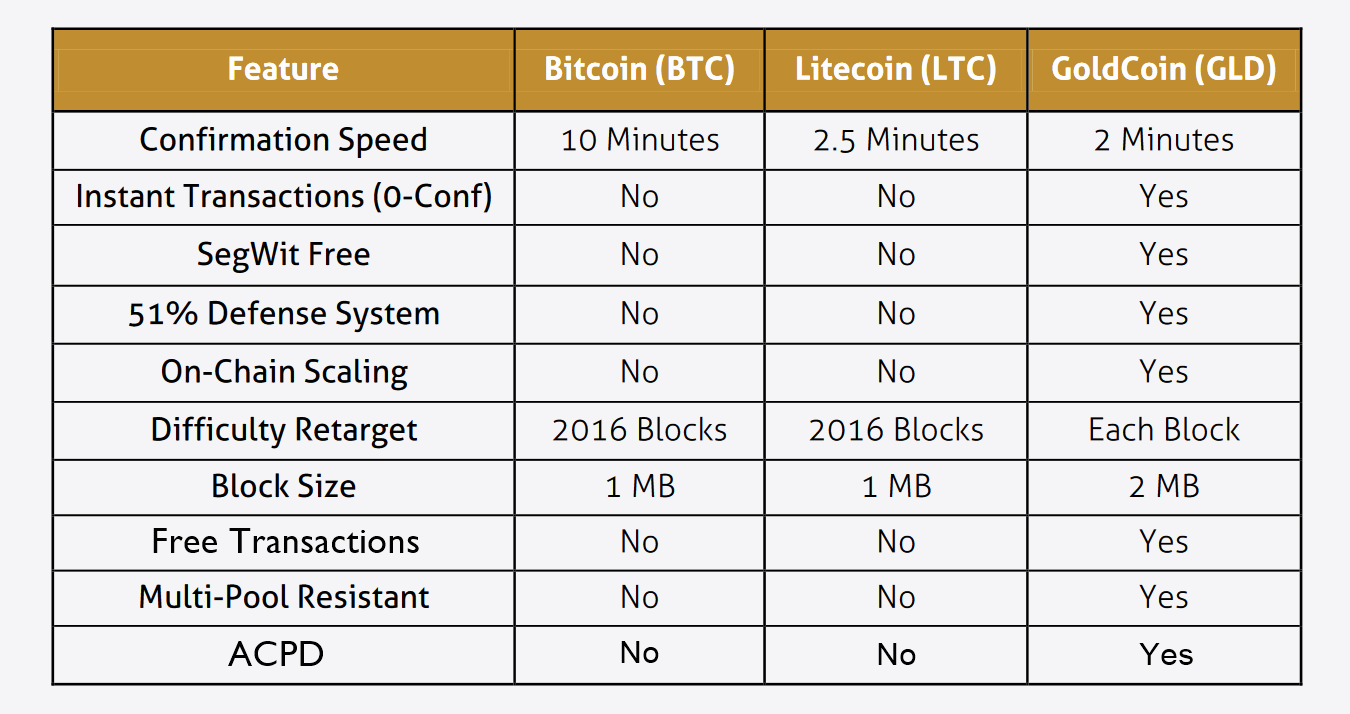 Feature Bitcoin (BTC) Litecoin (LTC) GoldCoin (GLD)
Confirmation Speed 10 Minutes 2.5 Minutes 2 Minutes
Instant Transactions (0-Conf) No No Yes
SegWit Free No No Yes
51% Defense System No No Yes
On-Chain Scaling No No Yes
Difficulty Retarget 2016 Blocks 2016 Blocks Each Block
Block Size 1 MB 1 MB 2 MB
Free Transactions No No Yes
Multi-Pool Resistant No No Yes
ACPD No No Yes